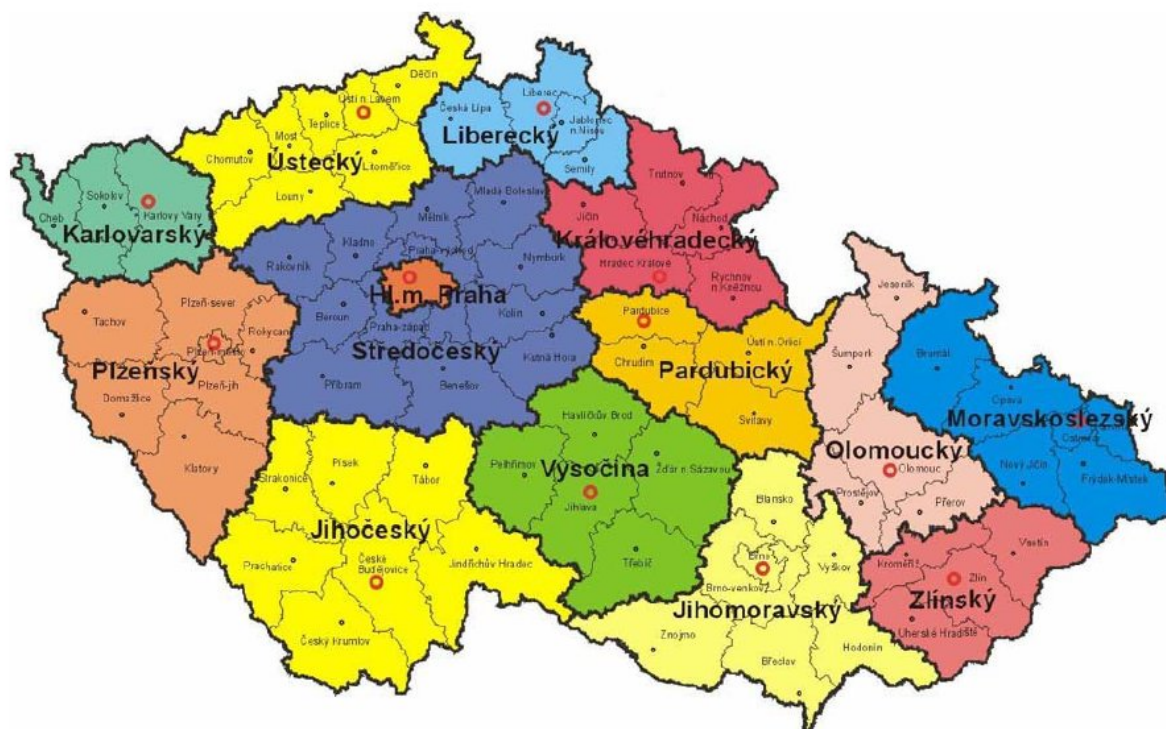 Děčín
Ústí n. Labem
Teplice
Most
Chomutov
Ústecký
Litoměřice
Louny
Liberec
Česká Lípa
Jablonec
n.Nisou
Liberecký
Semily
Sokolov
Cheb
Karlovy Vary
Karlovarský
Trutnov
Jičín
Náchod
Královéhradecký
Hradec Králové
Rychnov
n.Kněžnou
Mladá Boleslav
Mělník
Kladno
Praha-východ
Rakovník
Nymburk
Hl.m. Praha
Beroun
Praha-západ
Kolín
Středočeský
Kutná Hora
Příbram
Benešov
Plzeň-sever
Tachov
Rokycany
Plzeň-město
Plzeňský
Plzeň-jih
Domažlice
Klatovy
Pardubice
Chrudim
Ústí n. Orlicí
Pardubický
Svitavy
Jeseník
Šumperk
Olomoucký
Olomouc
Prostějov
Přerov
Bruntál
Opava
Moravskoslezský
Ostrava
Nový Jičín
Frýdek-Místek
Havlíčkův Brod
Pelhřimov
Vysočina
Žďár n.Sázavou
Jihlava
Třebíč
Písek
Strakonice
Tábor
Jihočeský
Prachatice
České
Budějovice
Jindřichův Hradec
Český Krumlov
Blansko
Brno
Vyškov
Brno-venkov
Jihomoravský
Znojmo
Hodonín
Břeclav
Vsetín
Kroměříž
Zlín
Zlínský
Uherské Hradiště